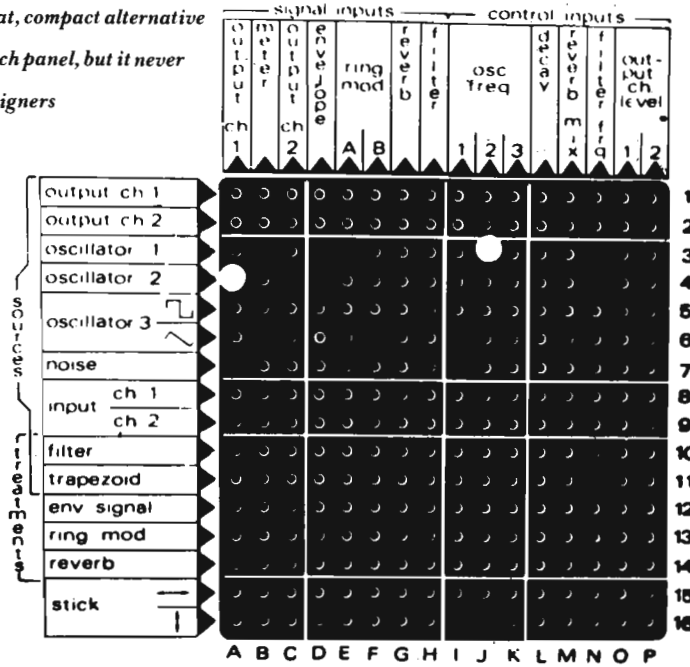 at, compact alternative
ch panel, but it never
igners
signal inputs
control inputs
output ch 1
meter
output ch 2
envelope
ring mod
A
B
reverb
filter
osc freq
1
2
3
decay
reverb mix
filter frq
out-
put
ch
level
1
2
output ch 1
output ch 2
oscillator 1
oscillator 2
oscillator 3
noise
input ch 1
ch 2
filter
trapezoid
env signal
ring mod
reverb
stick
sources
treatments
1
2
3
4
5
6
7
8
9
10
11
12
13
14
15
16
A B C D E F G H I J K L M N O P